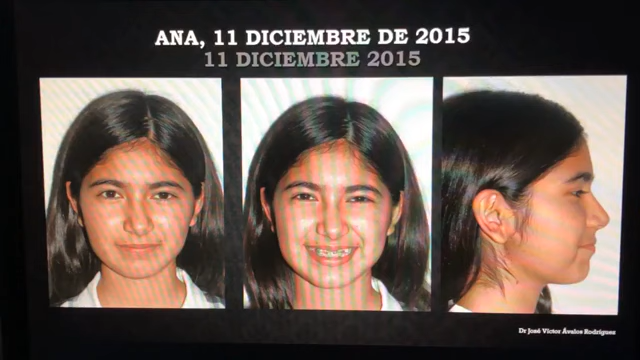 ANA, 11 DICIEMBRE DE 2015
11 DICIEMBRE 2015
Dr José Víctor Ávalos Rodríguez